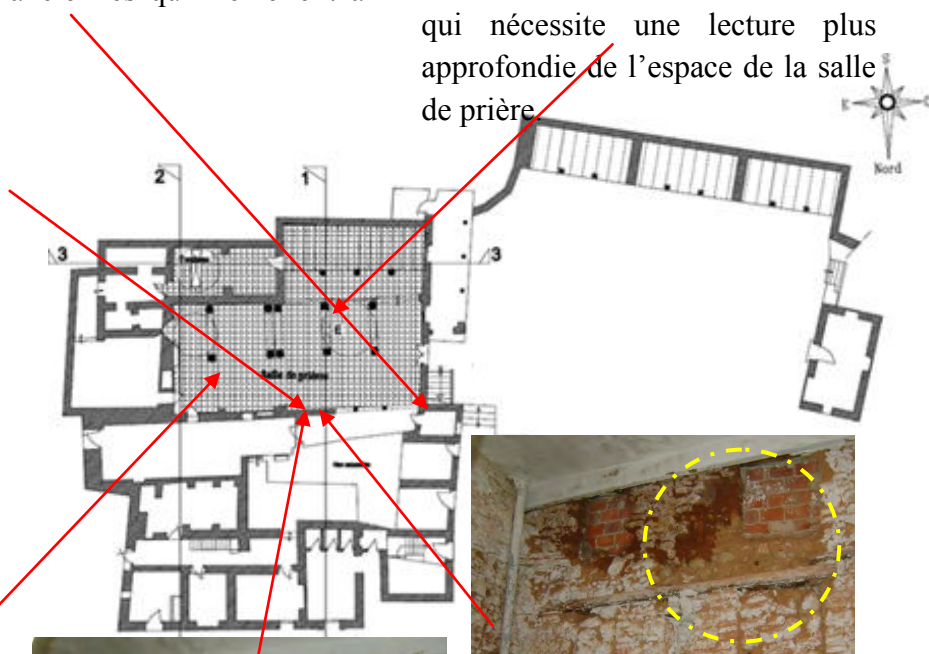 qui nécessite une lecture plus
approfondie de l'espace de la salle
de prière.
S
E
O
Nord
2
1
3
3
Salle de prière